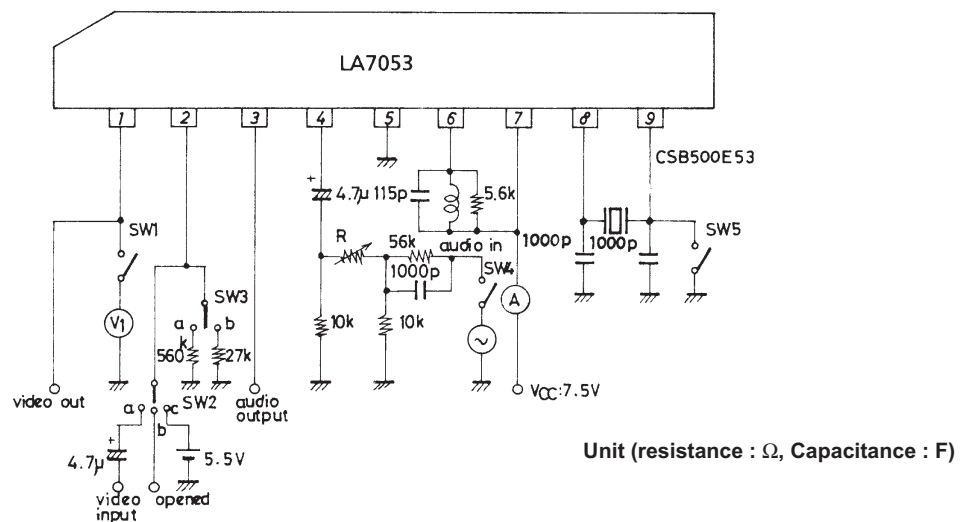 LA7053
1 2 3 4 5 6 7 8 9
CSB500E53
+
4.7μ 115p 5.6k
SW1
R 56k audio in 1000p 1000p SW5
1000p SW4
V1
SW3
a b
A
560k 27k
10k 10k
VCC:7.5V
video out
audio output
SW2
a c
b
+
4.7μ 5.5V
video input
opened
Unit (resistance : Ω, Capacitance : F)